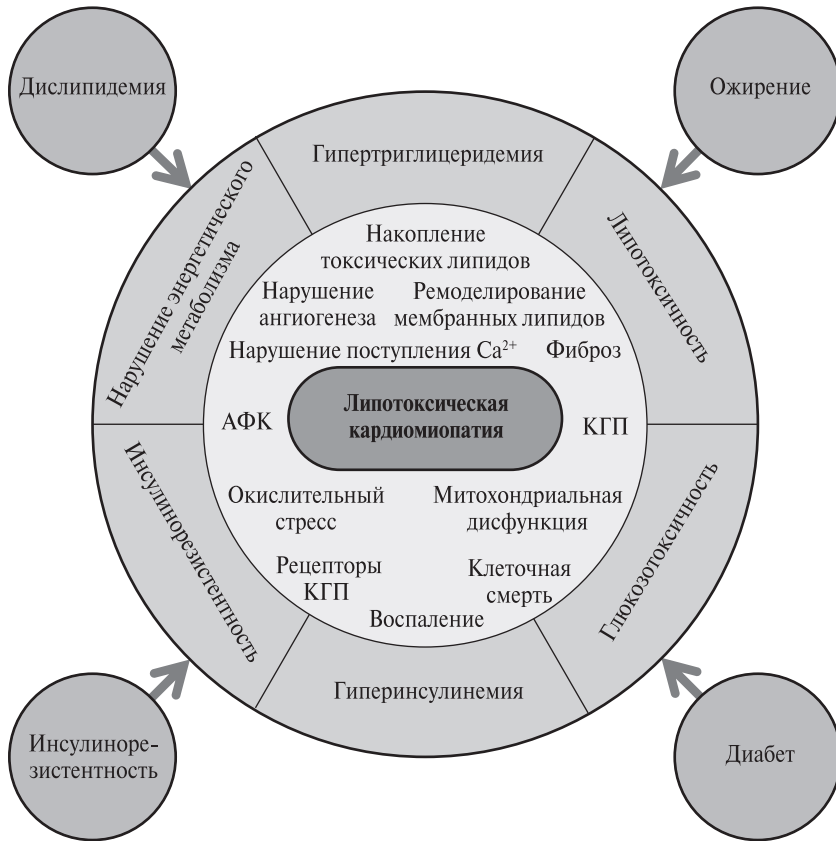 Дислипидемия
Ожирение
Гипертриглицеридемия
Нарушение энергетического
метаболизма
Липотоксичность
Накопление
токсических липидов
Нарушение
ангиогенеза
Ремоделирование
мембранных липидов
Нарушение поступления Ca²⁺
Фиброз
АФК
Липотоксическая
кардиомиопатия
КГП
Окислительный
стресс
Митохондриальная
дисфункция
Рецепторы
КГП
Клеточная
смерть
Воспаление
Инсулинорезистентность
Глюкозотоксичность
Гиперинсулинемия
Инсулиноре-
зистентность
Диабет